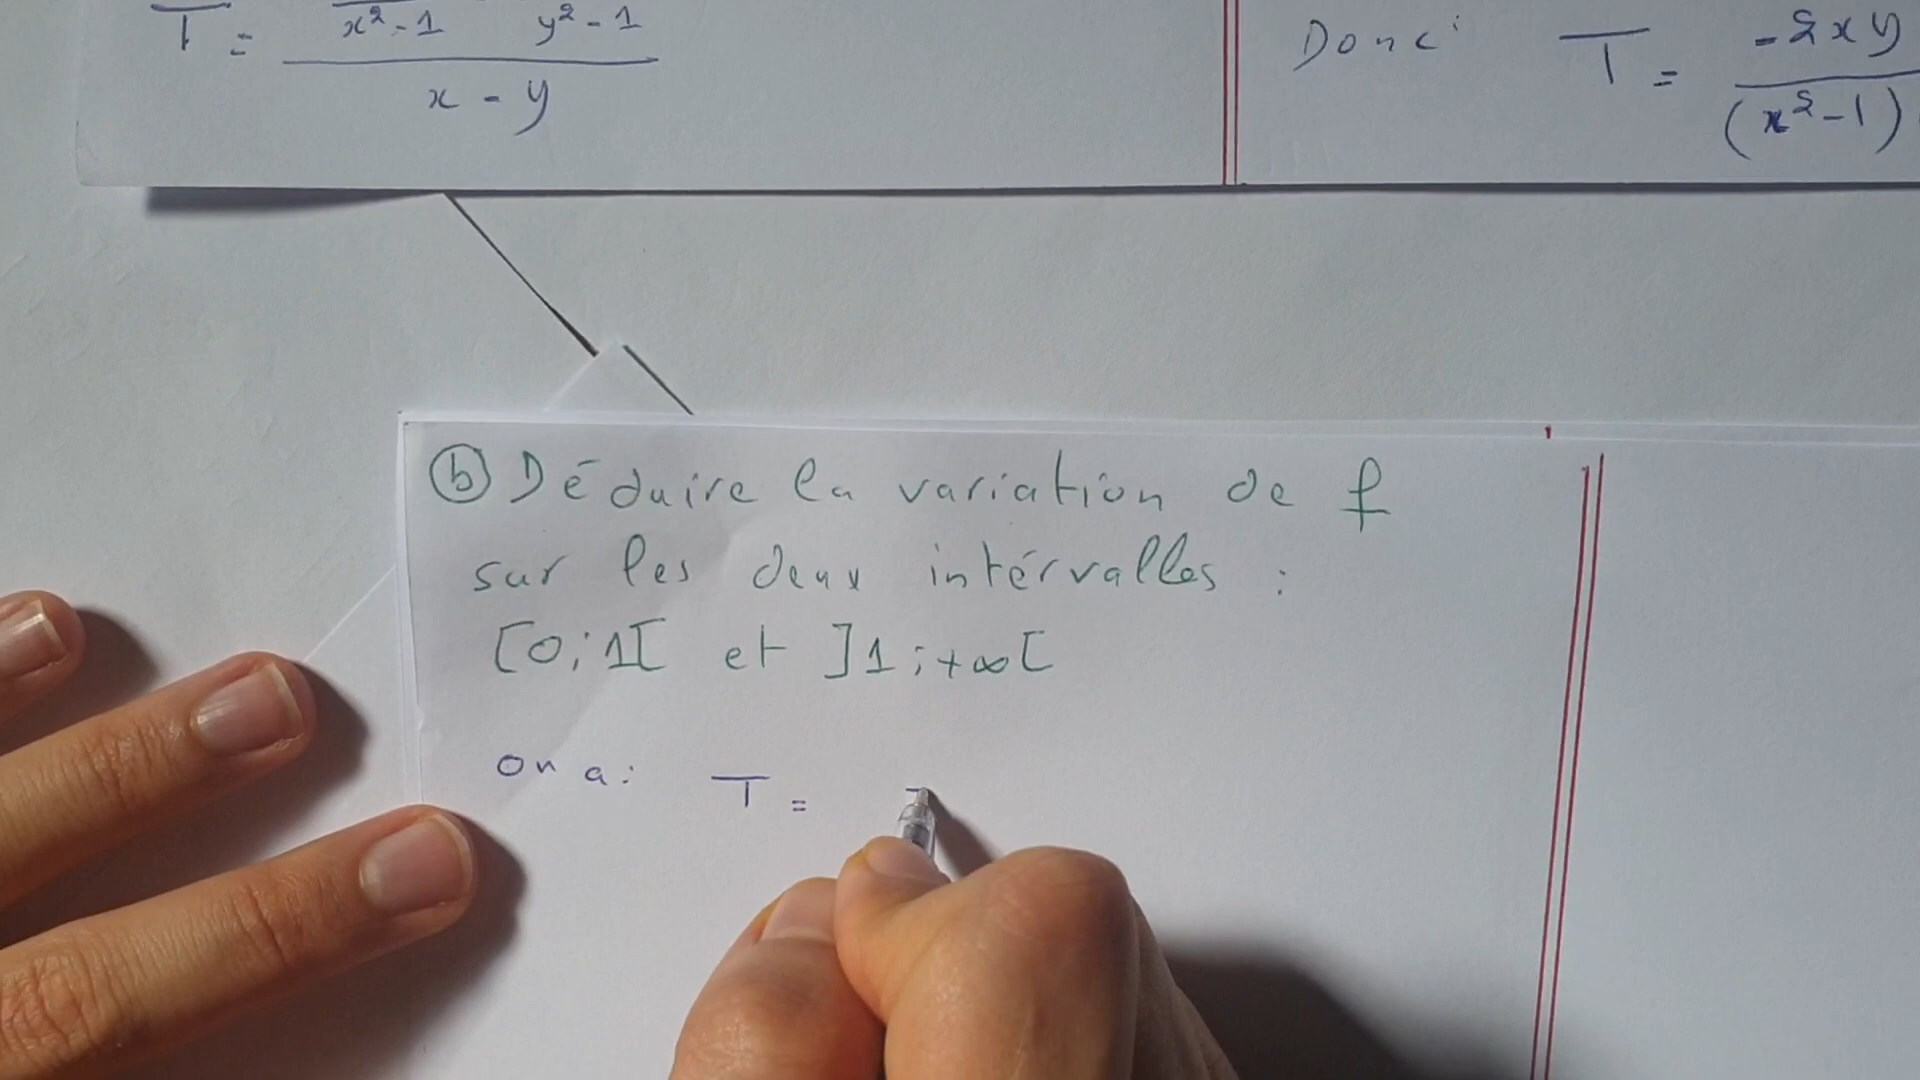 x² - 1    y² - 1
T =
x - y
Donc:    T =    -2xy
(x² - 1)
ⓑ Déduire la variation de f
sur les deux intérvalles :
[0;1[ et ]1;+∞[
on a:    T =    -